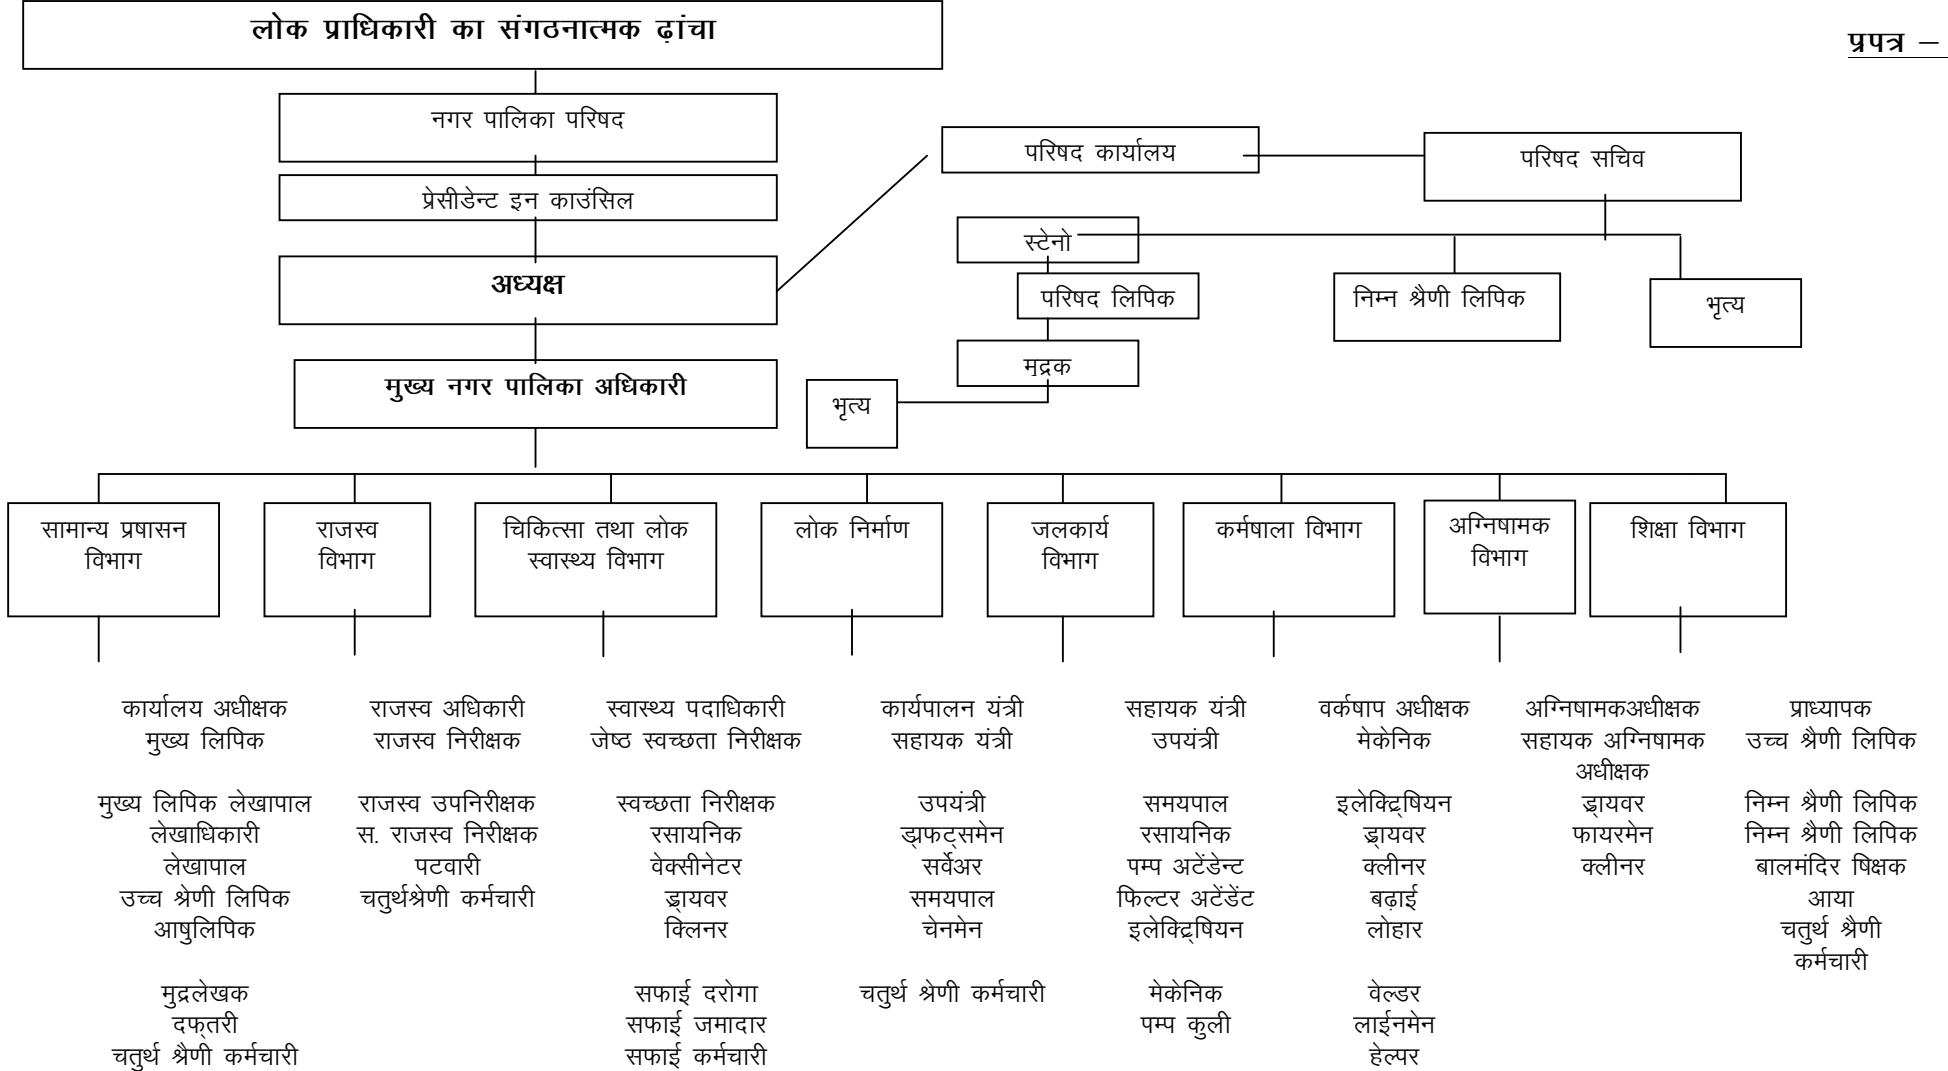 लोक प्राधिकारी का संगठनात्मक ढ़ांचा
प्रपत्र –
नगर पालिका परिषद
परिषद कार्यालय
परिषद सचिव
प्रेसीडेन्ट इन काउंसिल
स्टेनो
अध्यक्ष
परिषद लिपिक
निम्न श्रैणी लिपिक
भृत्य
मुद्रक
मुख्य नगर पालिका अधिकारी
भृत्य
सामान्य प्रषासन
विभाग
राजस्व
विभाग
चिकित्सा तथा लोक
स्वास्थ्य विभाग
लोक निर्माण
जलकार्य
विभाग
कर्मषाला विभाग
अग्निषामक
विभाग
शिक्षा विभाग
कार्यालय अधीक्षक
मुख्य लिपिक
मुख्य लिपिक लेखापाल
लेखाधिकारी
लेखापाल
उच्च श्रेणी लिपिक
आषुलिपिक
मुद्रलेखक
दफ्तरी
चतुर्थ श्रैणी कर्मचारी
राजस्व अधिकारी
राजस्व निरीक्षक
राजस्व उपनिरीक्षक
स. राजस्व निरीक्षक
पटवारी
चतुर्थश्रेणी कर्मचारी
स्वास्थ्य पदाधिकारी
जेष्ठ स्वच्छता निरीक्षक
स्वच्छता निरीक्षक
रसायनिक
वेक्सीनेटर
ड्रायवर
क्लिनर
सफाई दरोगा
सफाई जमादार
सफाई कर्मचारी
कार्यपालन यंत्री
सहायक यंत्री
उपयंत्री
ड्राफट्समेन
सर्वेअर
समयपाल
चेनमेन
चतुर्थ श्रेणी कर्मचारी
सहायक यंत्री
उपयंत्री
समयपाल
रसायनिक
पम्प अटेंडेन्ट
फिल्टर अटेंडेंट
इलेक्ट्रिषियन
मेकेनिक
पम्प कुली
वर्कषाप अधीक्षक
मेकेनिक
इलेक्ट्रिषियन
ड्रायवर
क्लीनर
बढ़ाई
लोहार
वेल्डर
लाईनमेन
हेल्पर
अग्निषामकअधीक्षक
सहायक अग्निषामक
अधीक्षक
ड्रायवर
फायरमेन
क्लीनर
प्राध्यापक
उच्च श्रैणी लिपिक
निम्न श्रैणी लिपिक
निम्न श्रैणी लिपिक
बालमंदिर षिक्षक
आया
चतुर्थ श्रैणी
कर्मचारी